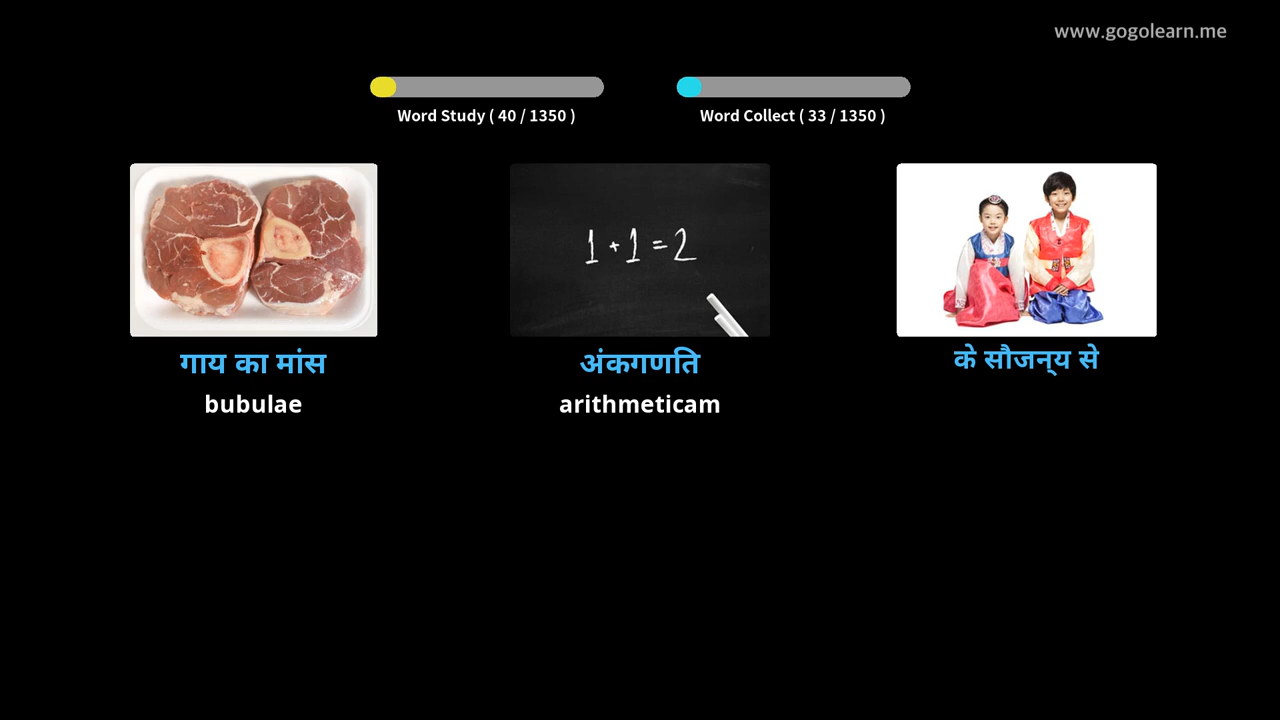 www.gogolearn.me
Word Study ( 40 / 1350 )
Word Collect ( 33 / 1350 )
1+1=2
गाय का मांस
bubulae
अंकगणति
arithmeticam
के सौजन्य से